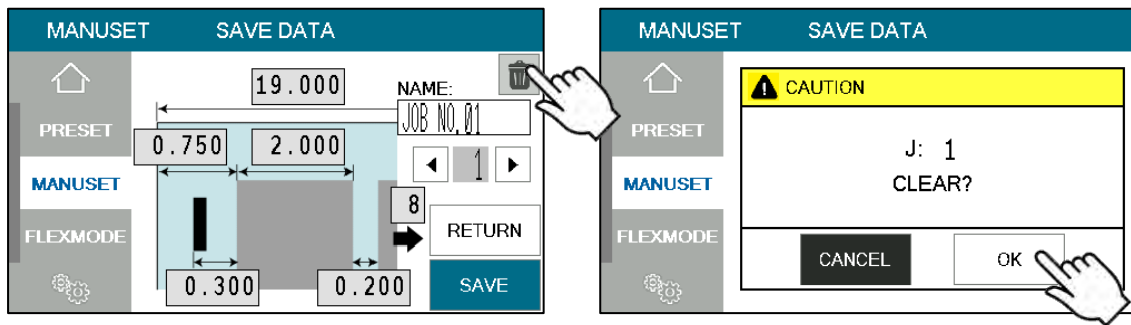 MANUSET SAVE DATA
19.000
NAME:
JOB NO.01
PRESET
0.750 2.000
1
MANUSET
8
FLEXMODE
RETURN
0.300 0.200
SAVE
MANUSET SAVE DATA
CAUTION
PRESET
J: 1
MANUSET
CLEAR?
FLEXMODE
CANCEL OK